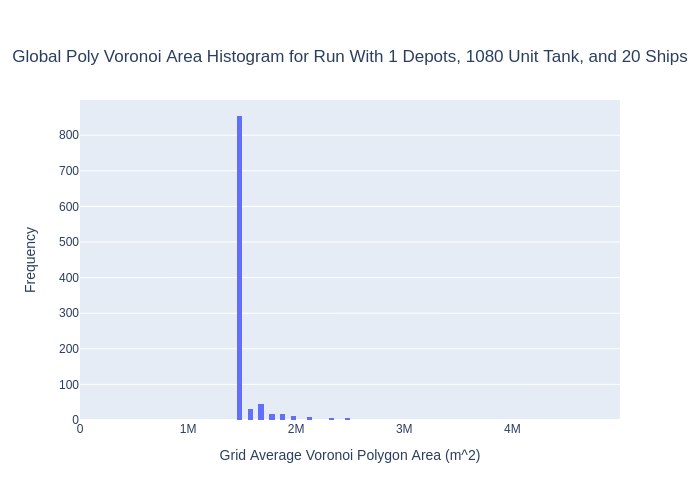 Global Poly Voronoi Area Histogram for Run With 1 Depots, 1080 Unit Tank, and 20 Ships
800
700
600
500
400
300
200
100
0
Frequency
0 1M 2M 3M 4M
Grid Average Voronoi Polygon Area (m^2)